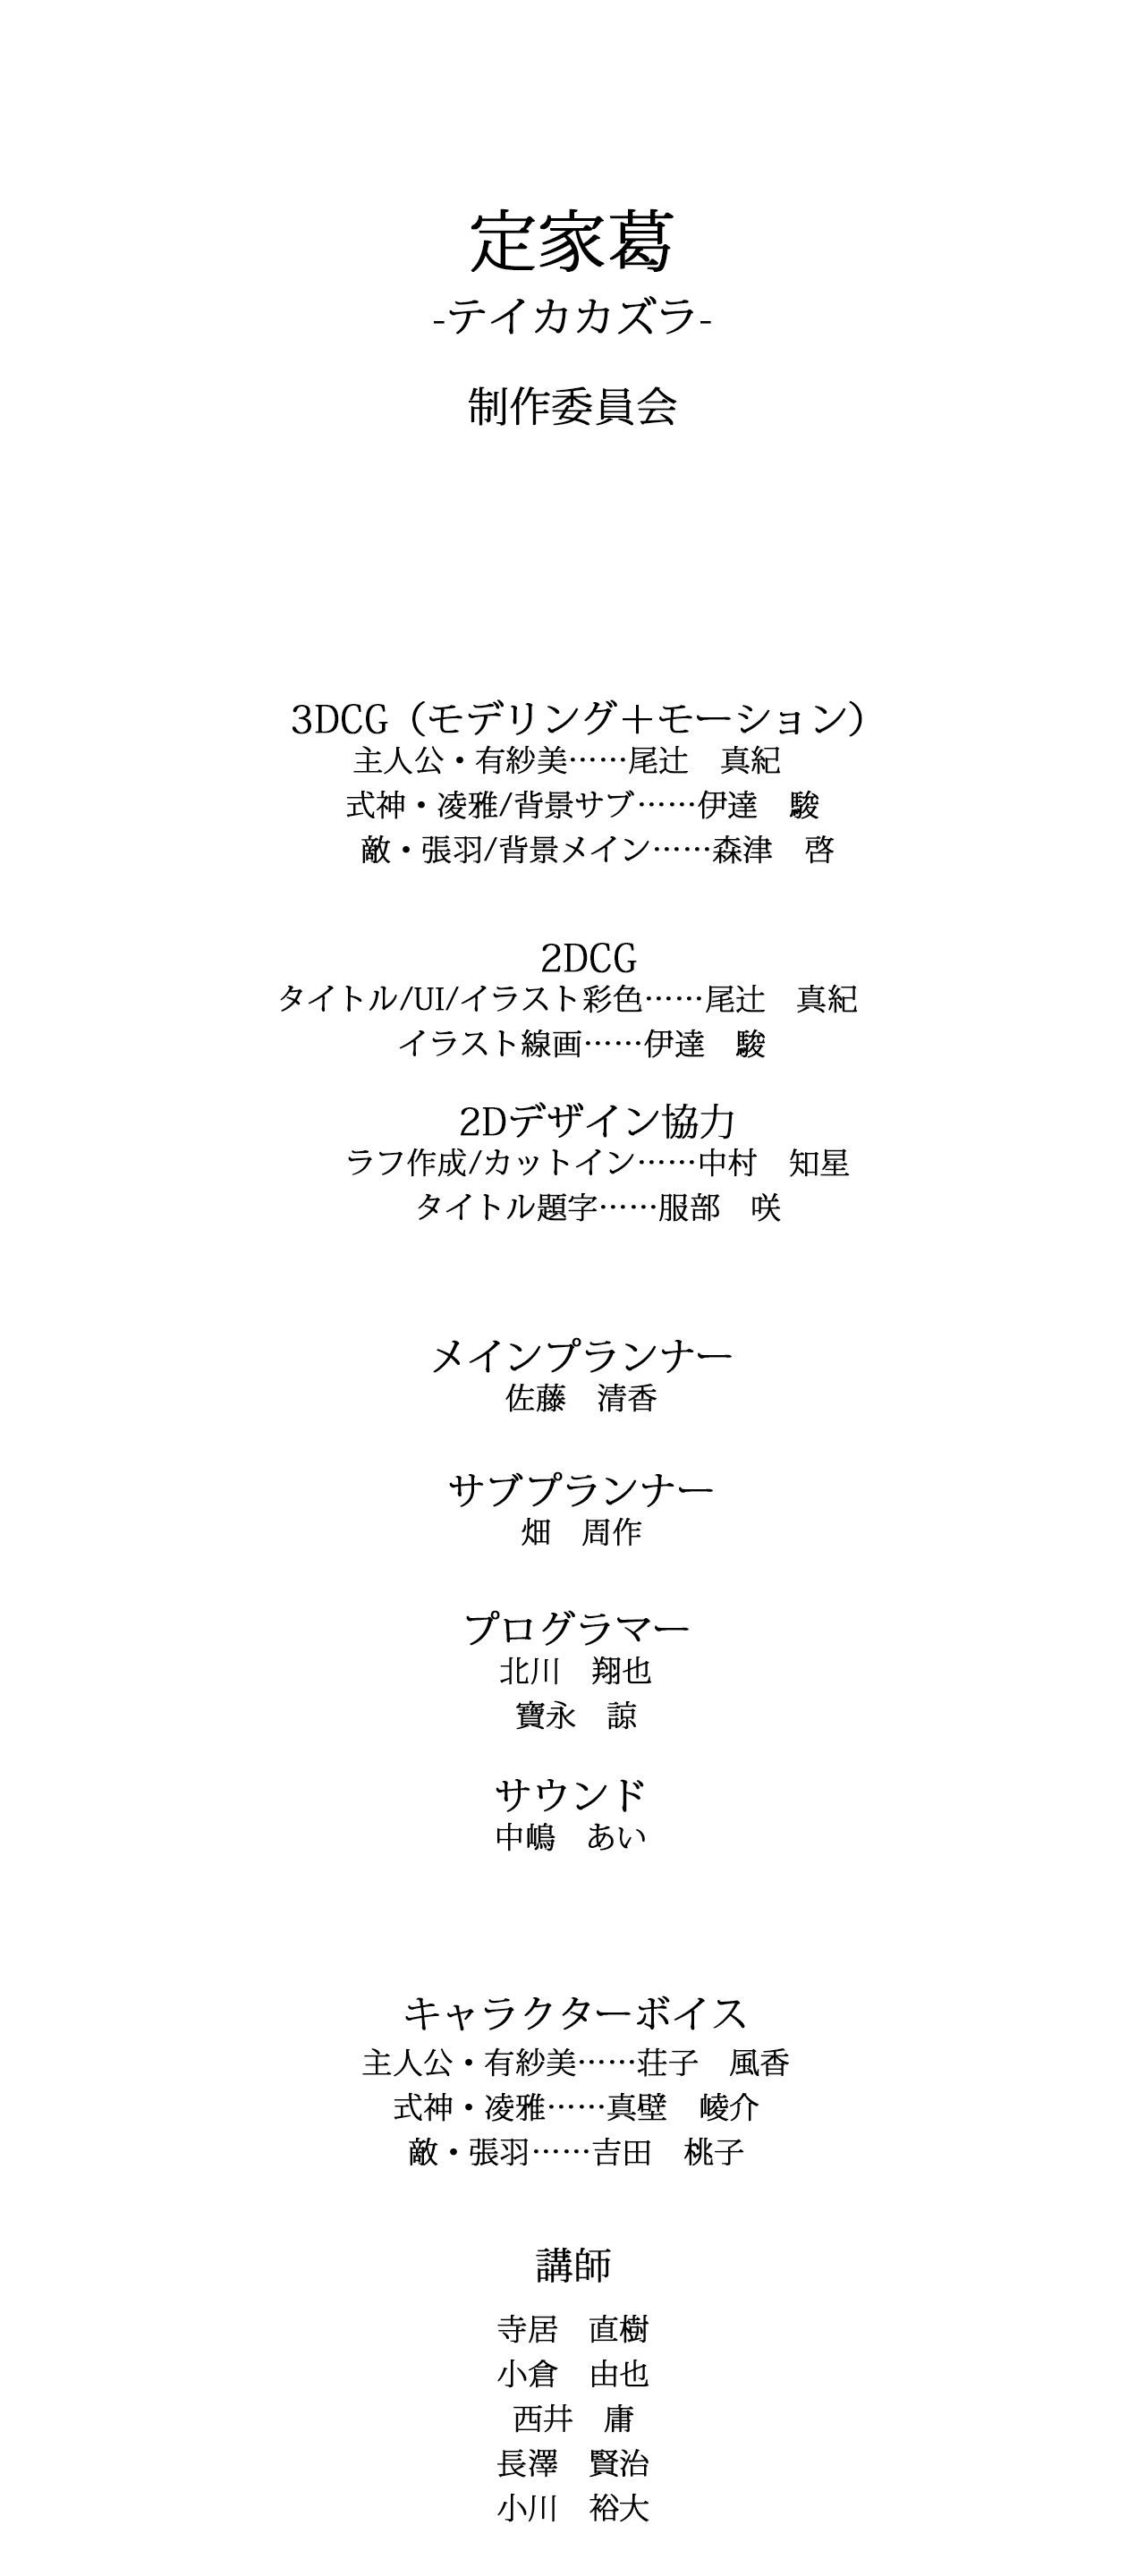 定家葛
-テイカカズラ-
制作委員会
3DCG（モデリング＋モーション）
主人公・有紗美……尾辻　真紀
式神・凌雅/背景サブ……伊達　駿
敵・張羽/背景メイン……森津　啓
2DCG
タイトル/UI/イラスト彩色……尾辻　真紀
イラスト線画……伊達　駿
2Dデザイン協力
ラフ作成/カットイン……中村　知星
タイトル題字……服部　咲
メインプランナー
佐藤　清香
サブプランナー
畑　周作
プログラマー
北川　翔也
寶永　諒
サウンド
中嶋　あい
キャラクターボイス
主人公・有紗美……荘子　風香
式神・凌雅……真壁　崚介
敵・張羽……吉田　桃子
講師
寺居　直樹
小倉　由也
西井　庸
長澤　賢治
小川　裕大